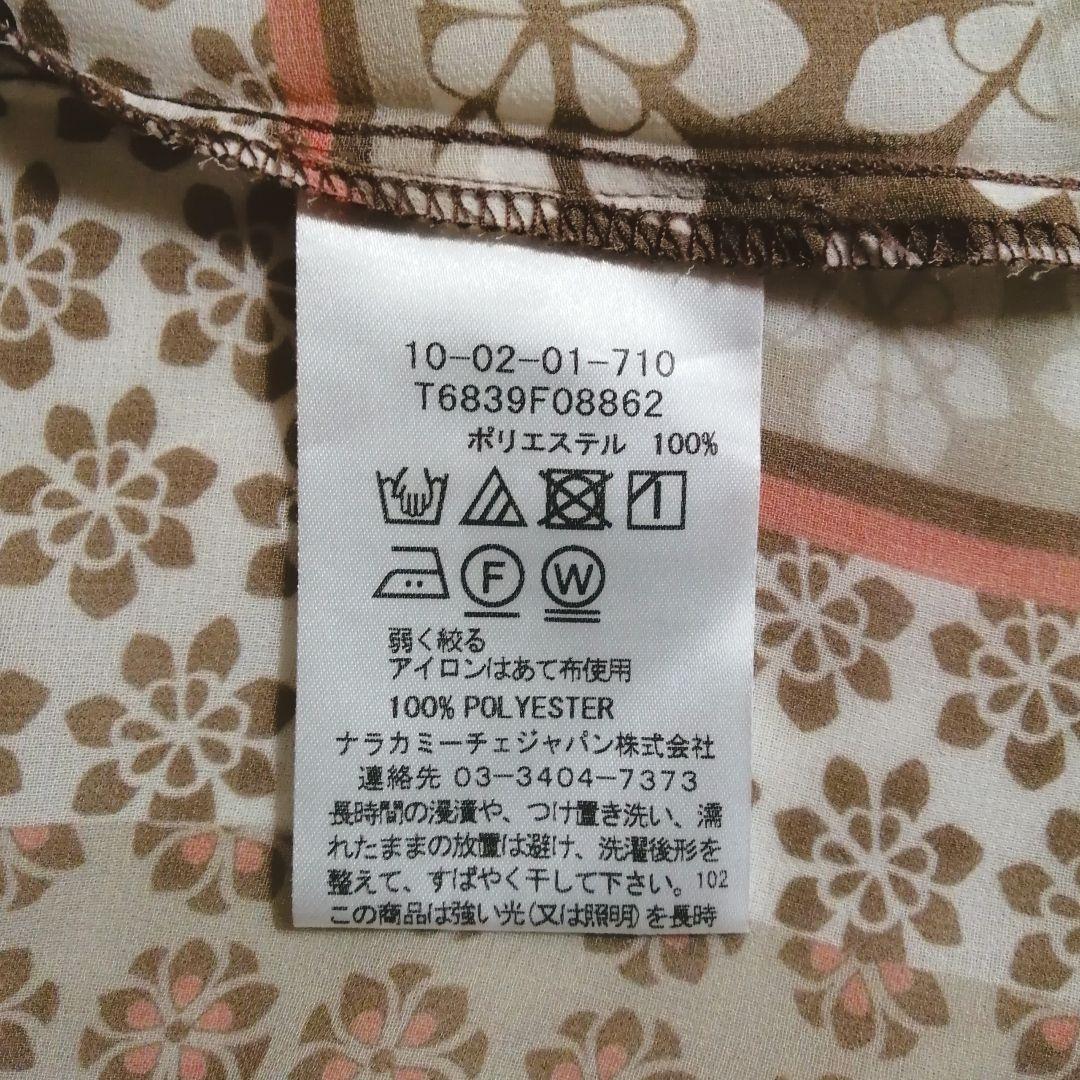 10-02-01-710
T6839F08862
ポリエステル 100%
F W
弱く絞る
アイロンはあて布使用
100% POLYESTER
ナラカミーチェジャパン株式会社
連絡先 03-3404-7373
長時間の浸漬や、つけ置き洗い、濡
れたままの放置は避け、洗濯後形を
整えて、すばやく干して下さい。102
この商品は強い光(又は照明)を長時